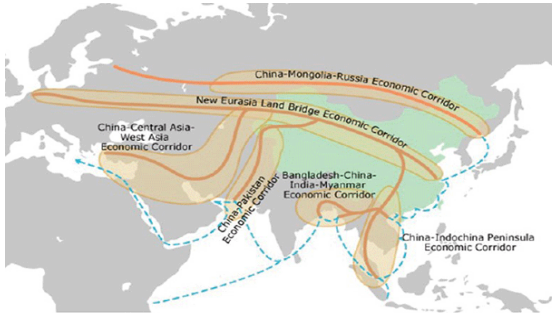 China-Mongolia-Russia Economic Corridor
New Eurasia Land Bridge Economic Corridor
China-Central Asia-
West Asia
Economic Corridor
China-Pakistan
Economic Corridor
Bangladesh-China-
India-Myanmar
Economic Corridor
China-Indochina Peninsula
Economic Corridor